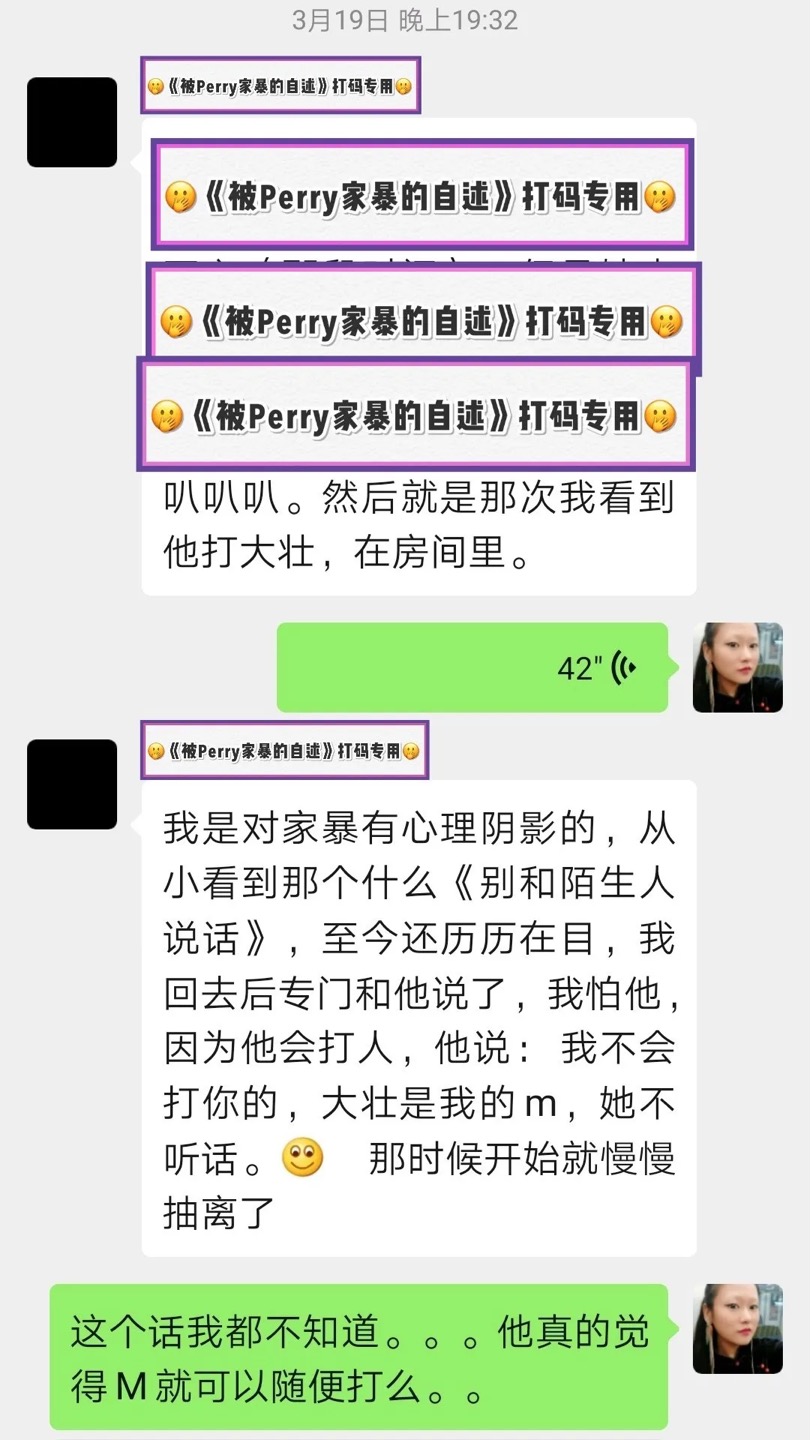 3月19日 晚上19:32
🤭《被Perry家暴的自述》打码专用🤭
🤭《被Perry家暴的自述》打码专用🤭
🤭《被Perry家暴的自述》打码专用🤭
🤭《被Perry家暴的自述》打码专用🤭
叭叭叭。然后就是那次我看到
他打大壮，在房间里。
42"
🤭《被Perry家暴的自述》打码专用🤭
我是对家暴有心理阴影的，从
小看到那个什么《别和陌生人
说话》，至今还历历在目，我
回去后专门和他说了，我怕他，
因为他会打人，他说： 我不会
打你的，大壮是我的m，她不
听话。🙂 那时候开始就慢慢
抽离了
这个话我都不知道。。。他真的觉
得M就可以随便打么。。